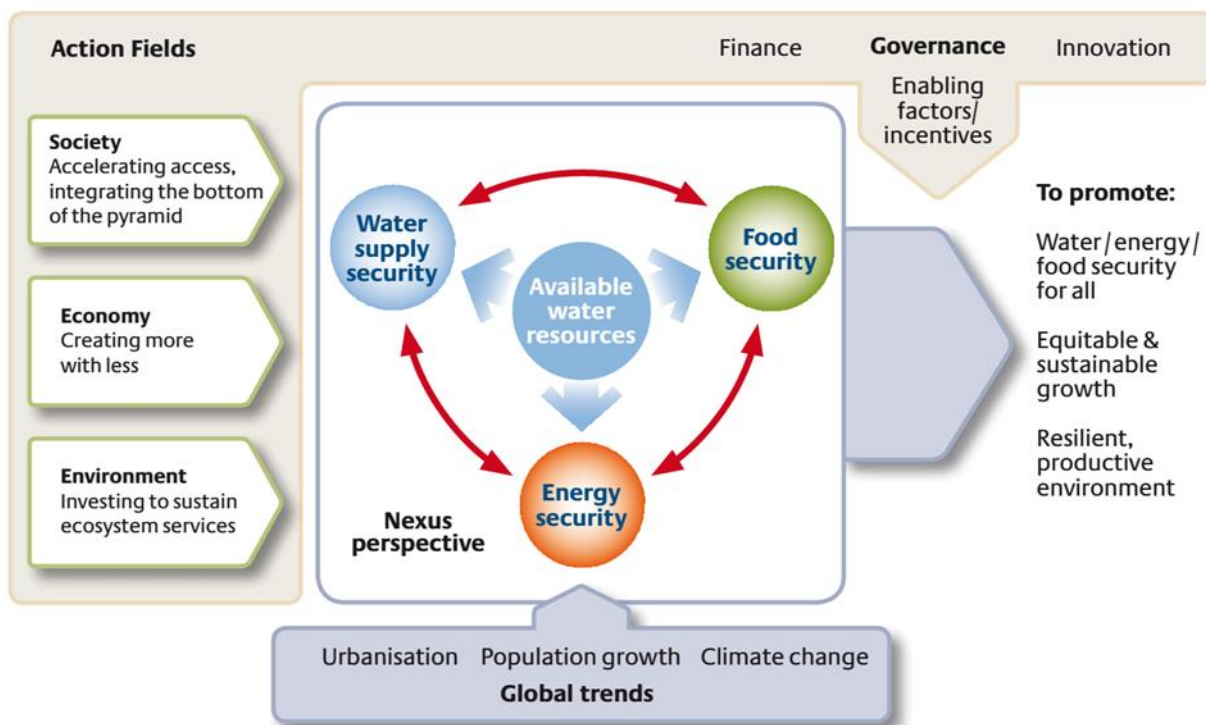 Action Fields
Finance
Governance
Innovation
Enabling
factors/
incentives
Society
Accelerating access,
integrating the bottom
of the pyramid
Economy
Creating more
with less
Environment
Investing to sustain
ecosystem services
Water
supply
security
Food
security
Available
water
resources
Energy
security
Nexus
perspective
To promote:
Water / energy /
food security
for all
Equitable &
sustainable
growth
Resilient,
productive
environment
Urbanisation
Population growth
Climate change
Global trends